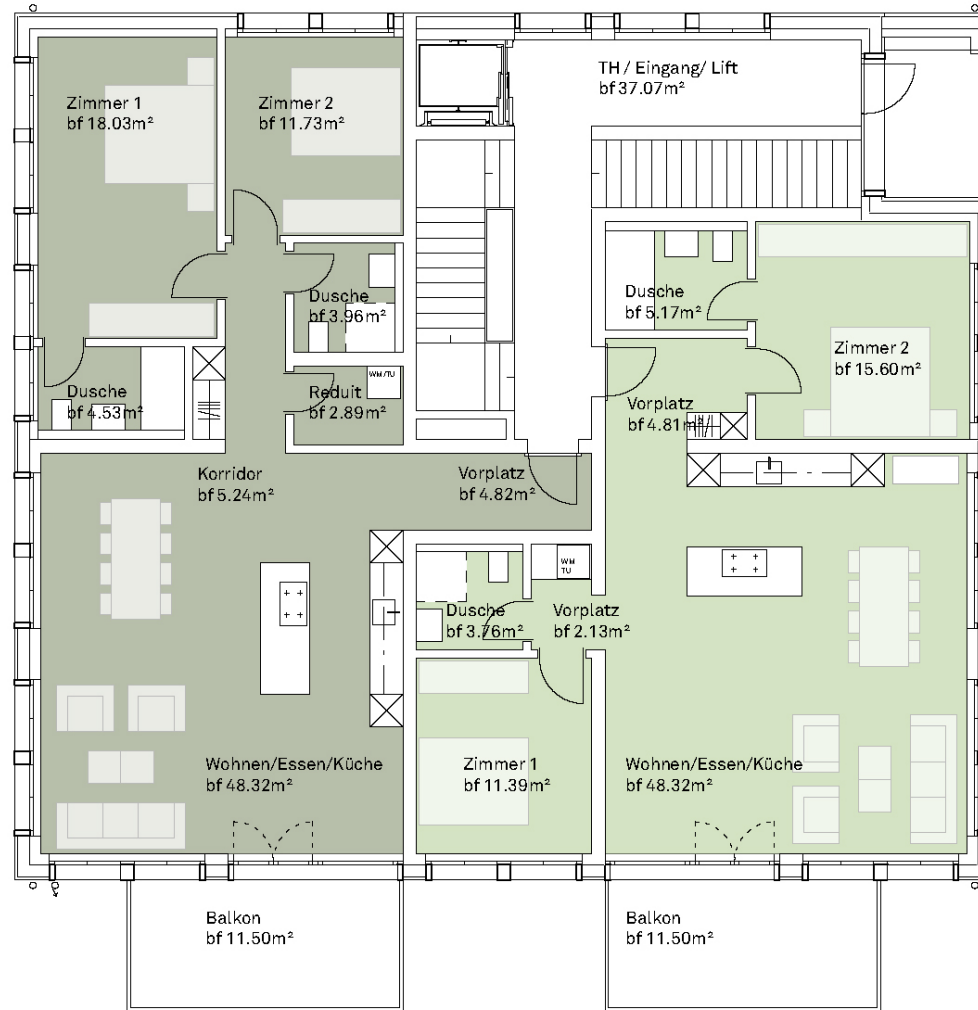 TH / Eingang/ Lift
bf 37.07m²
Zimmer 1
bf 18.03m²
Zimmer 2
bf 11.73m²
Dusche
bf 3.96m²
Dusche
bf 5.17m²
Zimmer 2
bf 15.60m²
Dusche
bf 4.53m²
Reduit
bf 2.89m²
WM/TU
Vorplatz
bf 4.81m²
Korridor
bf 5.24m²
Vorplatz
bf 4.82m²
WM
TU
Dusche
bf 3.76m²
Vorplatz
bf 2.13m²
Wohnen/Essen/Küche
bf 48.32m²
Zimmer 1
bf 11.39m²
Wohnen/Essen/Küche
bf 48.32m²
Balkon
bf 11.50m²
Balkon
bf 11.50m²